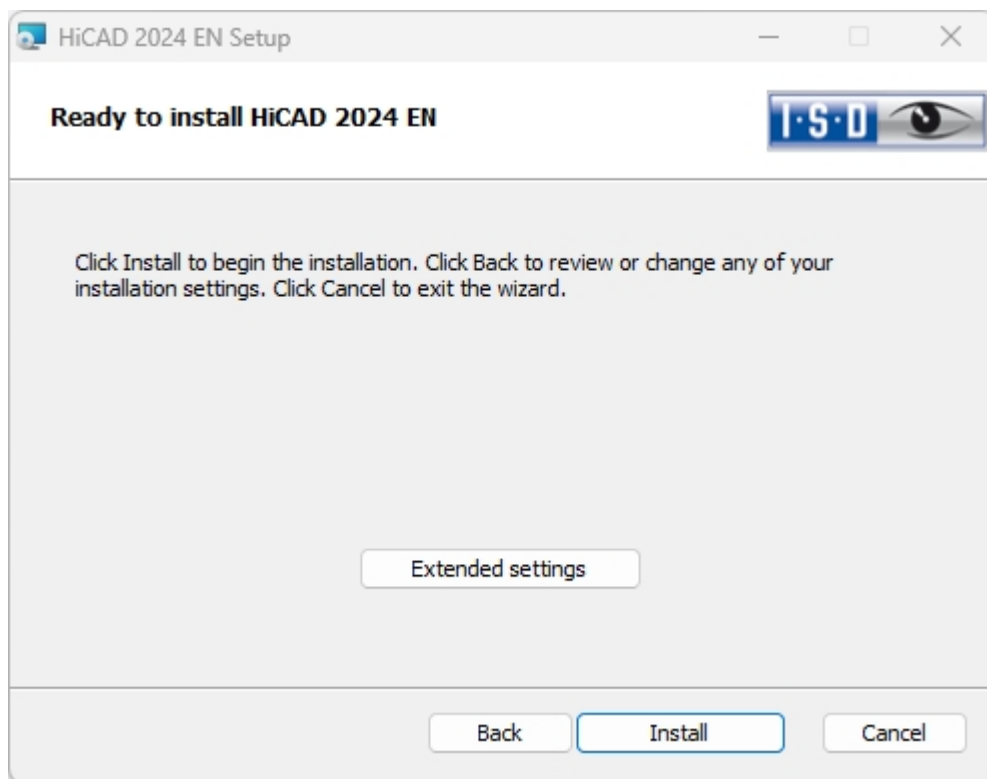 HiCAD 2024 EN Setup
Ready to install HiCAD 2024 EN
I·S·D
Click Install to begin the installation. Click Back to review or change any of your
installation settings. Click Cancel to exit the wizard.
Extended settings
Back
Install
Cancel